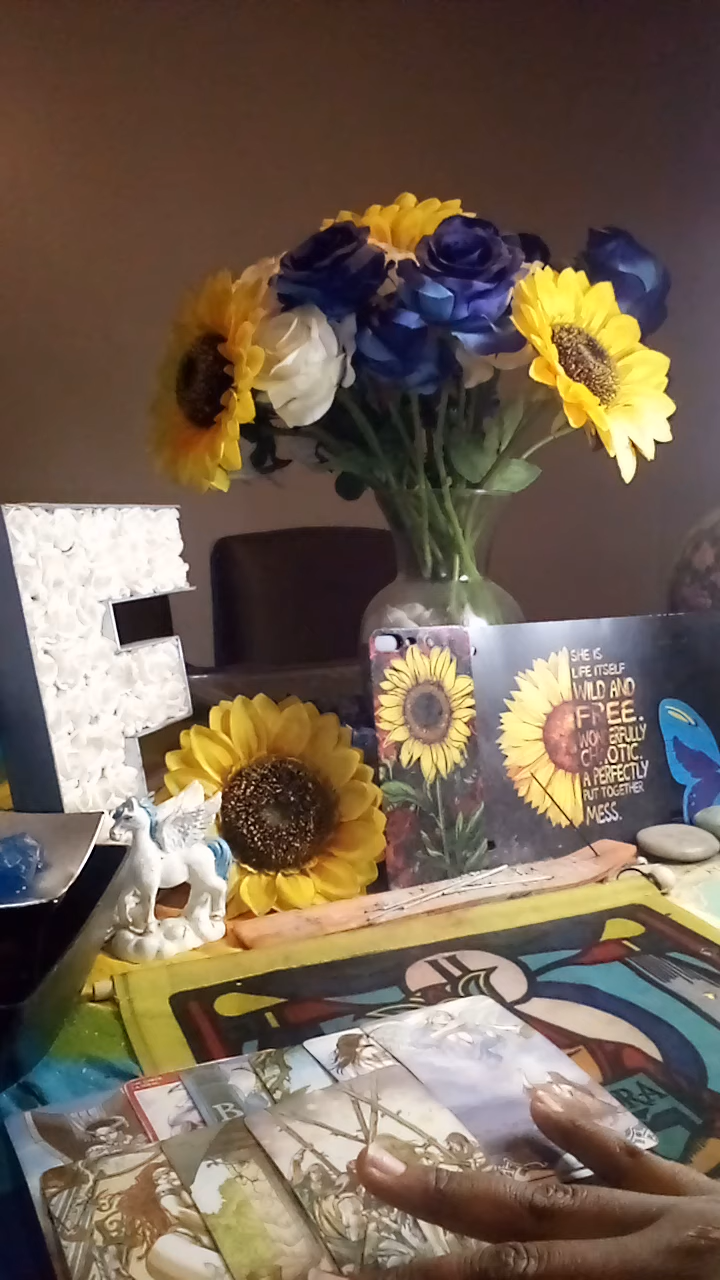 F
SHE IS
LIFE ITSELF
WILD AND
FREE.
WONDERFULLY
CHAOTIC.
A PERFECTLY
PUT TOGETHER
MESS.
B